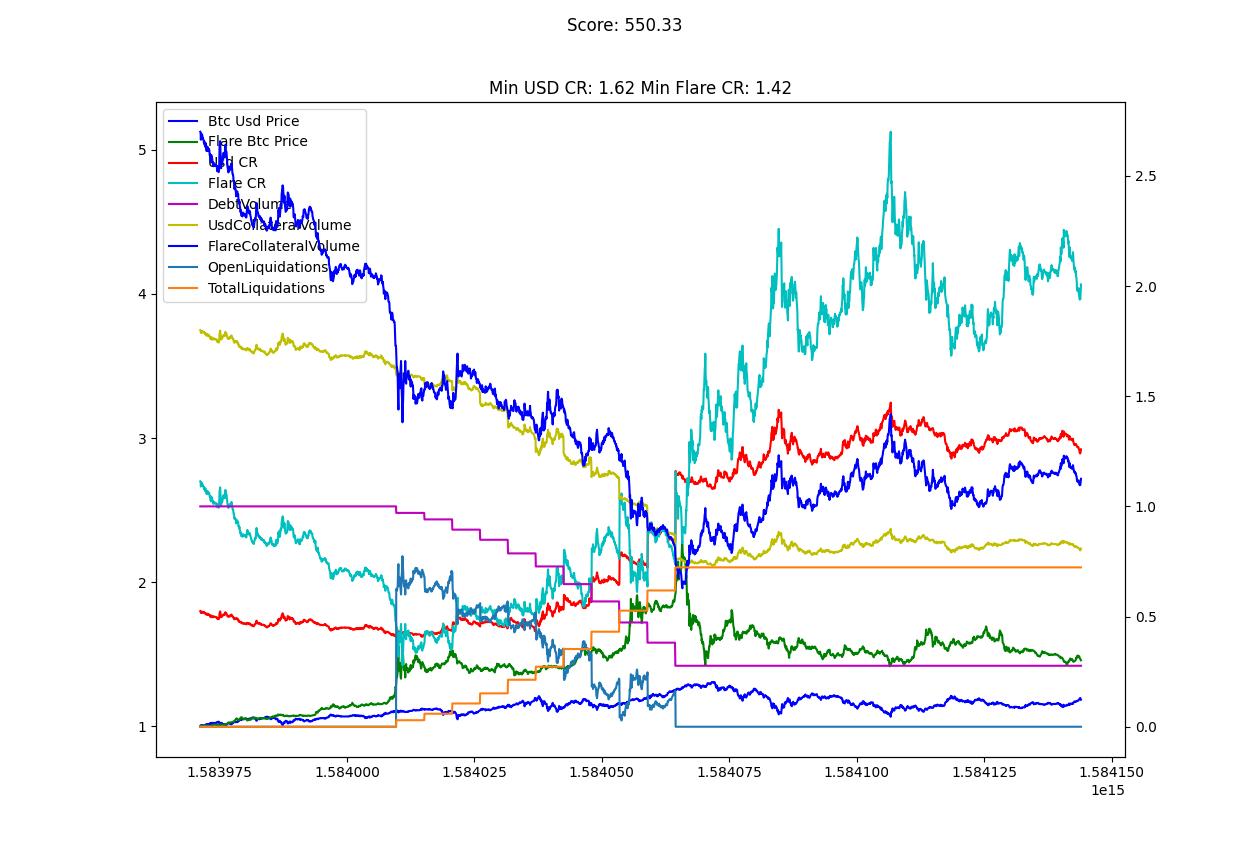 Score: 550.33
Min USD CR: 1.62 Min Flare CR: 1.42
Btc Usd Price
Flare Btc Price
Usd CR
Flare CR
DebtVolume
UsdCollateralVolume
FlareCollateralVolume
OpenLiquidations
TotalLiquidations
5
4
3
2
1
2.5
2.0
1.5
1.0
0.5
0.0
1.583975 1.584000 1.584025 1.584050 1.584075 1.584100 1.584125 1.584150
1e15